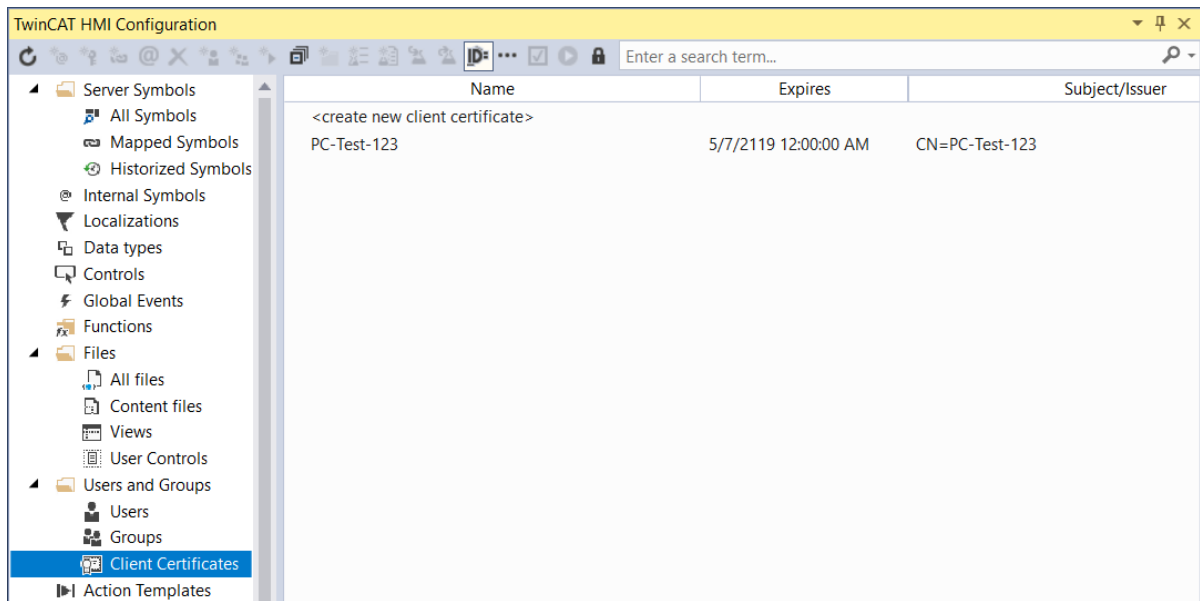 TwinCAT HMI Configuration
ID= Enter a search term...
Server Symbols
All Symbols
Mapped Symbols
Historized Symbols
Internal Symbols
Localizations
Data types
Controls
Global Events
fx Functions
Files
All files
Content files
Views
User Controls
Users and Groups
Users
Groups
Client Certificates
Action Templates
Name Expires Subject/Issuer
<create new client certificate>
PC-Test-123 5/7/2119 12:00:00 AM CN=PC-Test-123